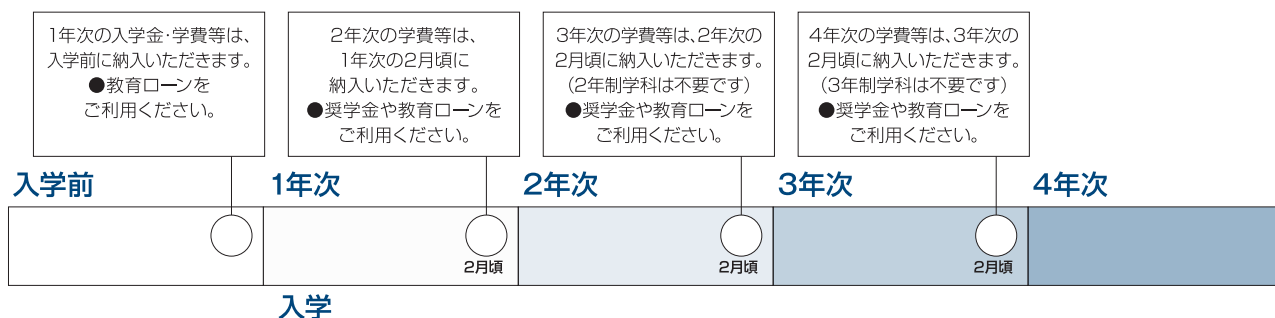 1年次の入学金・学費等は、
入学前に納入いただきます。
●教育ローンを
ご利用ください。
2年次の学費等は、
1年次の2月頃に
納入いただきます。
●奨学金や教育ローンを
ご利用ください。
3年次の学費等は、2年次の
2月頃に納入いただきます。
(2年制学科は不要です)
●奨学金や教育ローンを
ご利用ください。
4年次の学費等は、3年次の
2月頃に納入いただきます。
(3年制学科は不要です)
●奨学金や教育ローンを
ご利用ください。
入学前
1年次
2年次
3年次
4年次
2月頃
2月頃
2月頃
入学